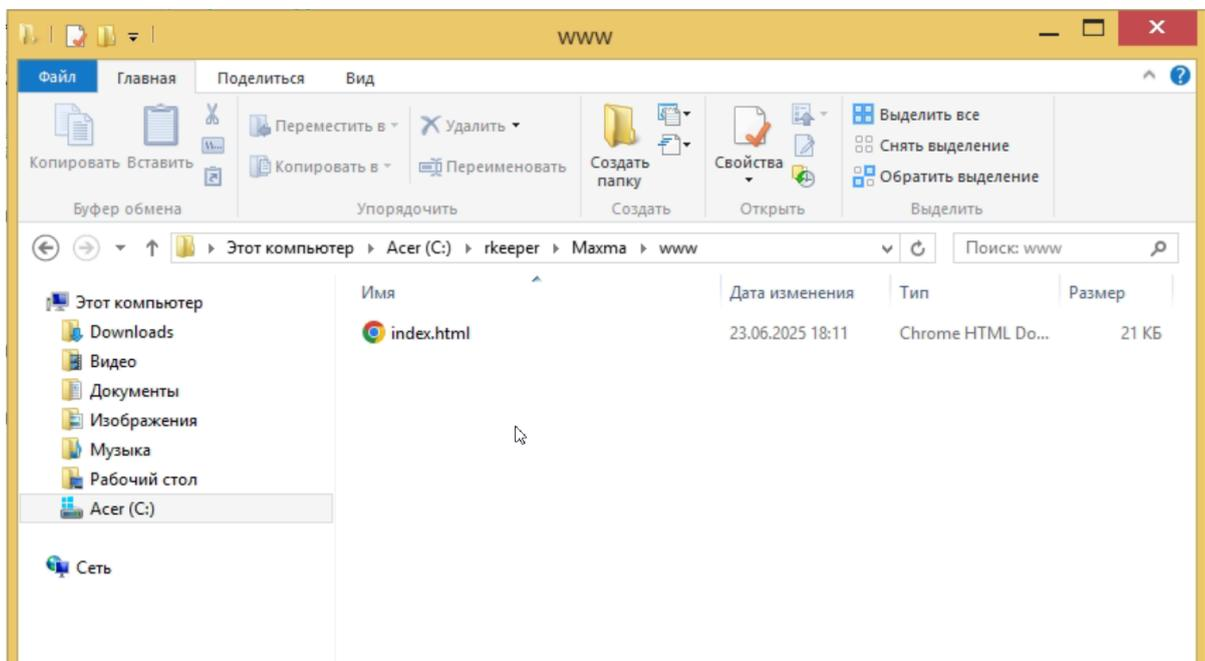 www
Файл Главная Поделиться Вид
Копировать Вставить
Переместить в
Копировать в
Удалить
Переименовать
Создать папку
Свойства
Выделить все
Снять выделение
Обратить выделение
Буфер обмена Упорядочить Создать Открыть Выделить
Этот компьютер Acer (C:) rkeeper Maxma www
Поиск: www
Имя Дата изменения Тип Размер
index.html 23.06.2025 18:11 Chrome HTML Do... 21 КБ
Этот компьютер
Downloads
Видео
Документы
Изображения
Музыка
Рабочий стол
Acer (C:)
Сеть